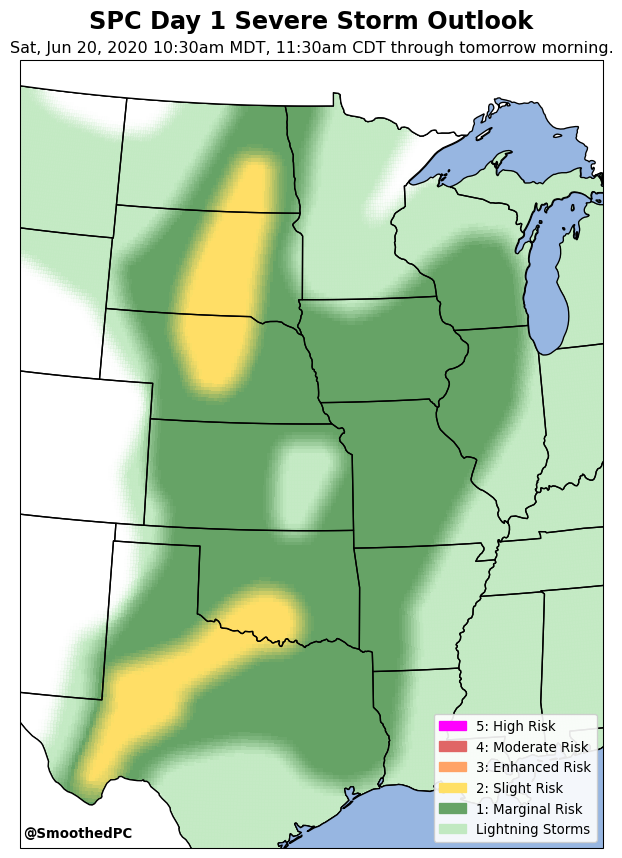 SPC Day 1 Severe Storm Outlook
Sat, Jun 20, 2020 10:30am MDT, 11:30am CDT through tomorrow morning.
5: High Risk
4: Moderate Risk
3: Enhanced Risk
2: Slight Risk
1: Marginal Risk
Lightning Storms
@SmoothedPC